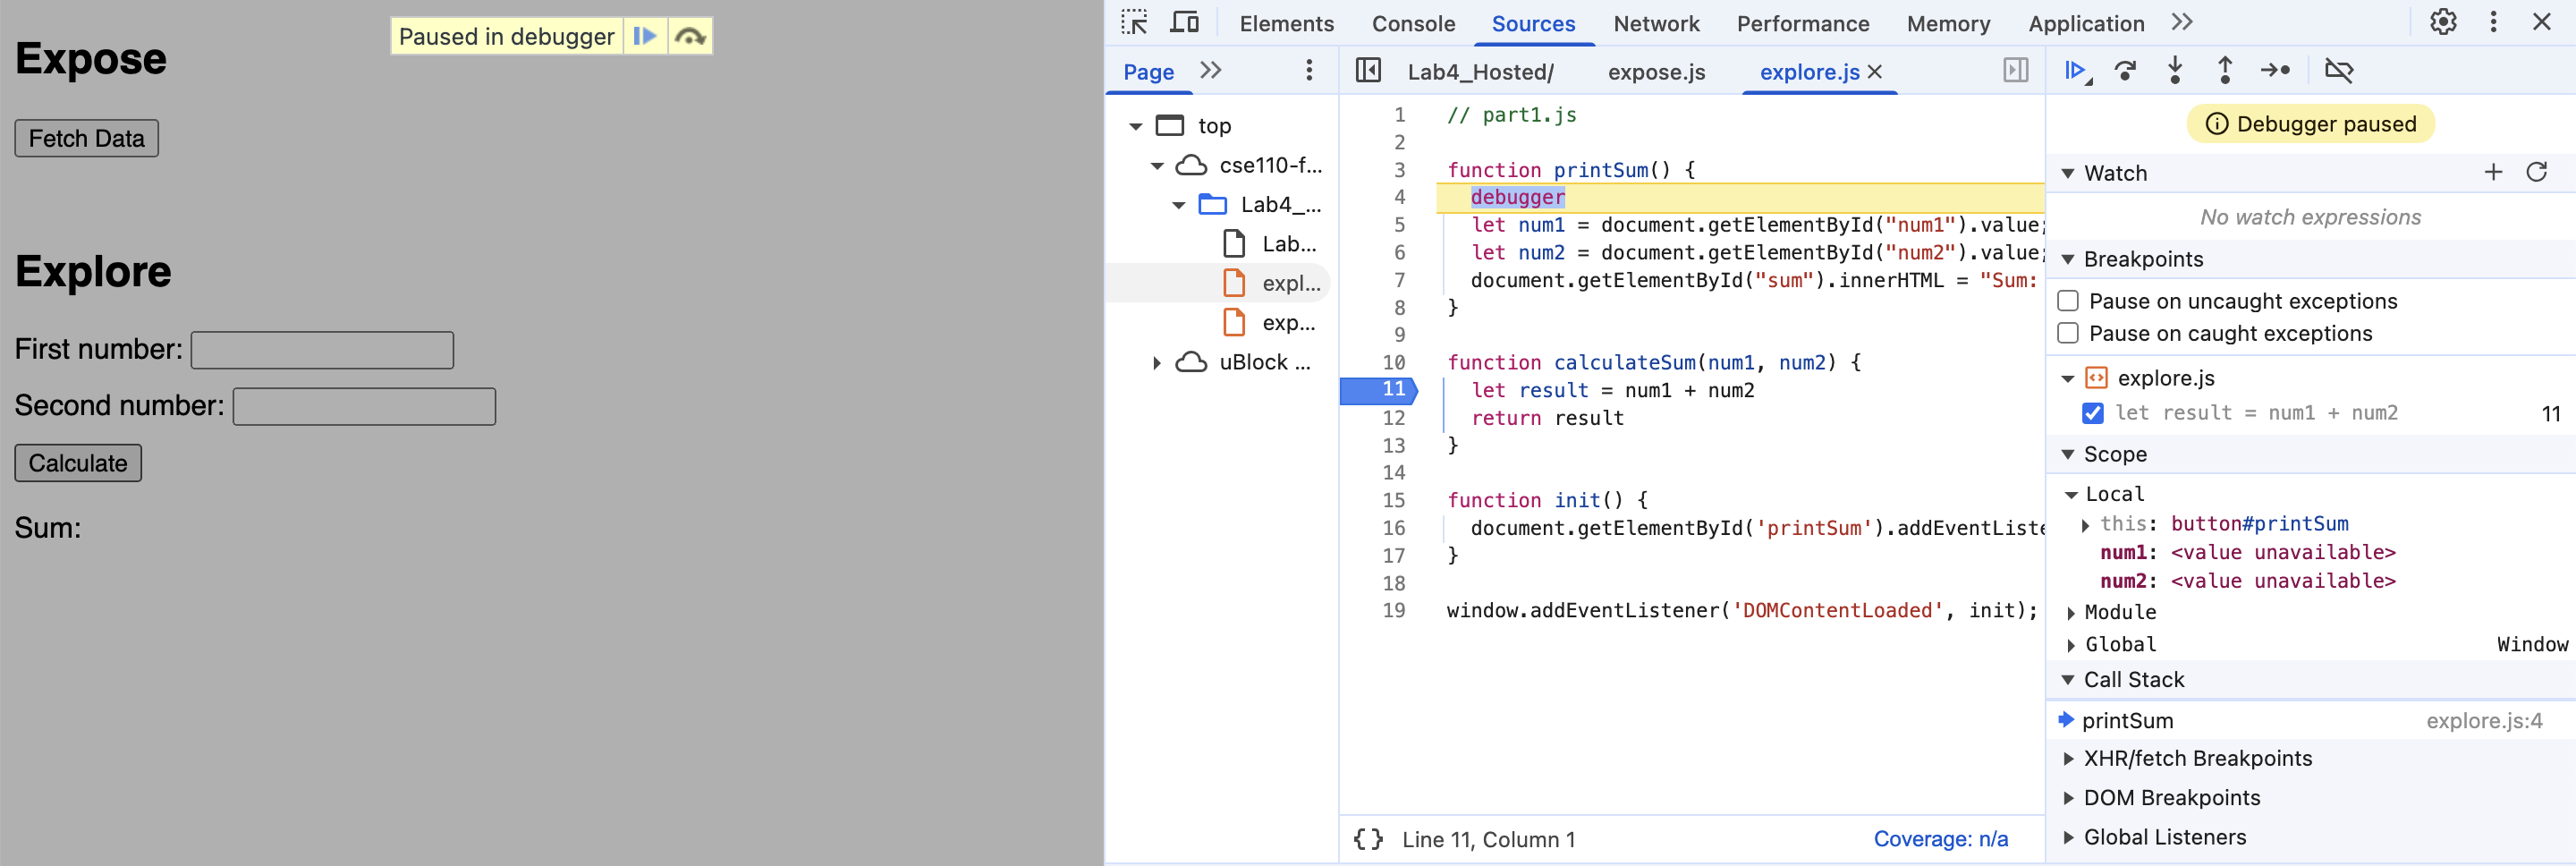 Paused in debugger
Expose
Fetch Data
Explore
First number:
Second number:
Calculate
Sum:
Elements Console Sources Network Performance Memory Application
Page
top
cse110-f...
Lab4_...
Lab...
expl...
exp...
uBlock ...
Lab4_Hosted/ expose.js explore.js
1 // part1.js
2
3 function printSum() {
4 debugger
5 let num1 = document.getElementById("num1").value;
6 let num2 = document.getElementById("num2").value;
7 document.getElementById("sum").innerHTML = "Sum:
8 }
9
10 function calculateSum(num1, num2) {
11 let result = num1 + num2
12 return result
13 }
14
15 function init() {
16 document.getElementById('printSum').addEventListe
17 }
18
19 window.addEventListener('DOMContentLoaded', init);
{} Line 11, Column 1 Coverage: n/a
Debugger paused
Watch
No watch expressions
Breakpoints
Pause on uncaught exceptions
Pause on caught exceptions
explore.js
let result = num1 + num2 11
Scope
Local
this: button#printSum
num1: <value unavailable>
num2: <value unavailable>
Module
Global Window
Call Stack
printSum explore.js:4
XHR/fetch Breakpoints
DOM Breakpoints
Global Listeners